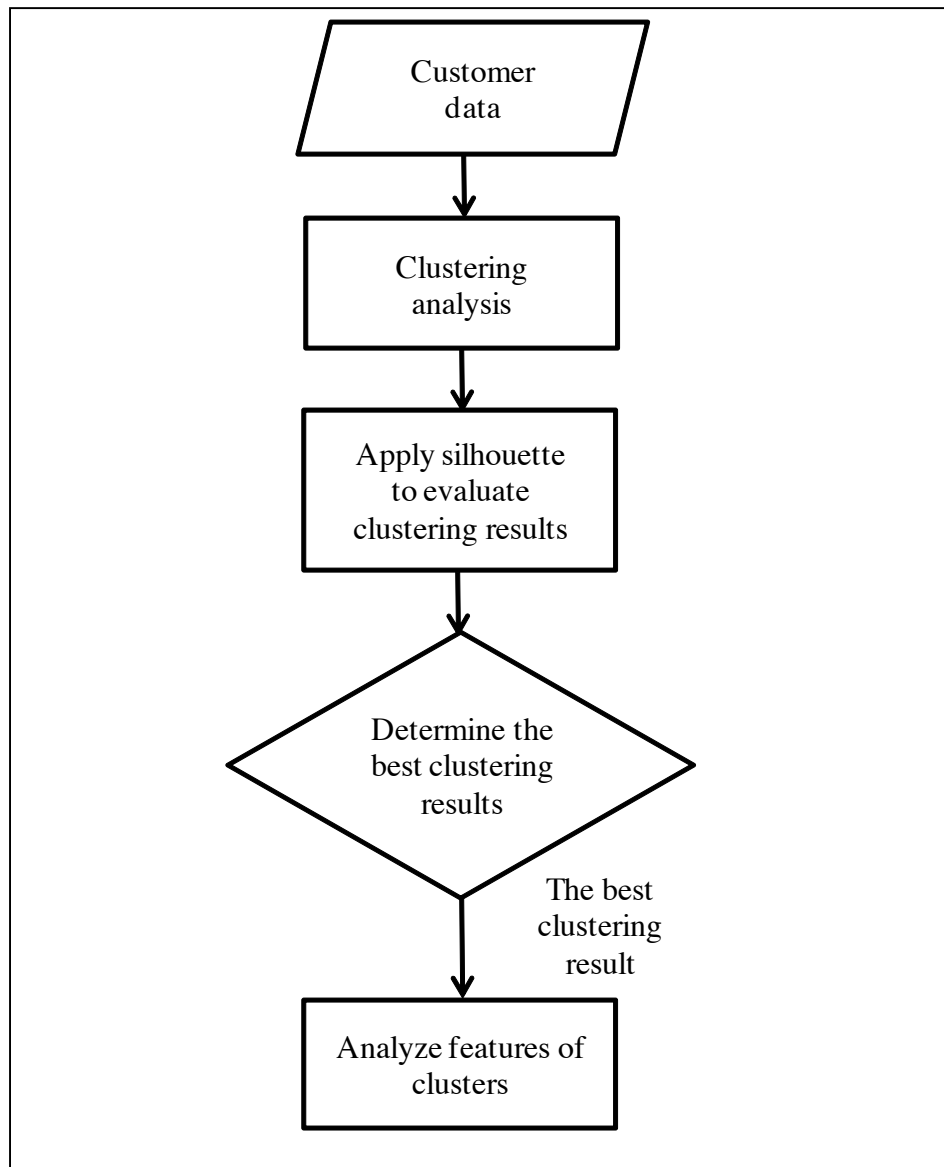 Customer
data
Clustering
analysis
Apply silhouette
to evaluate
clustering results
Determine the
best clustering
results
The best
clustering
result
Analyze features of
clusters